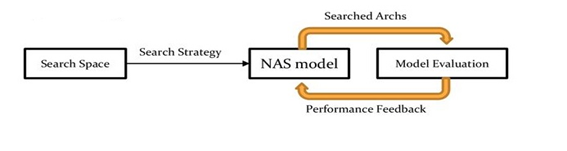 Searched Archs
Search Strategy
Search Space
NAS model
Model Evaluation
Performance Feedback